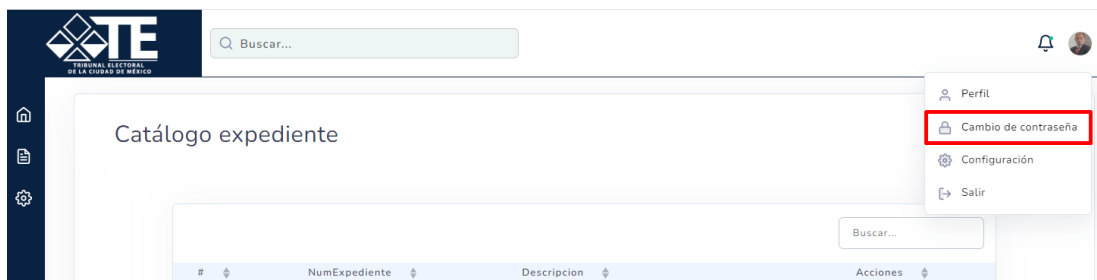 TE
TRIBUNAL ELECTORAL
DE LA CIUDAD DE MÉXICO
Buscar...
Perfil
Cambio de contraseña
Configuración
Salir
Catálogo expediente
Buscar...
# NumExpediente Descripcion Acciones